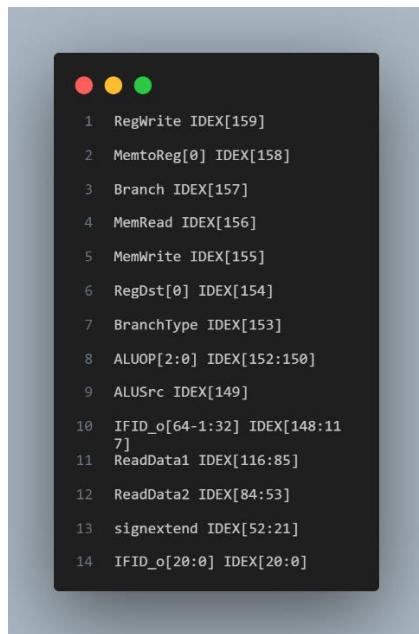 1 RegWrite IDEX[159]
2 MemtoReg[0] IDEX[158]
3 Branch IDEX[157]
4 MemRead IDEX[156]
5 MemWrite IDEX[155]
6 RegDst[0] IDEX[154]
7 BranchType IDEX[153]
8 ALUOP[2:0] IDEX[152:150]
9 ALUSrc IDEX[149]
10 IFID_o[64-1:32] IDEX[148:11
7]
11 ReadData1 IDEX[116:85]
12 ReadData2 IDEX[84:53]
13 signextend IDEX[52:21]
14 IFID_o[20:0] IDEX[20:0]